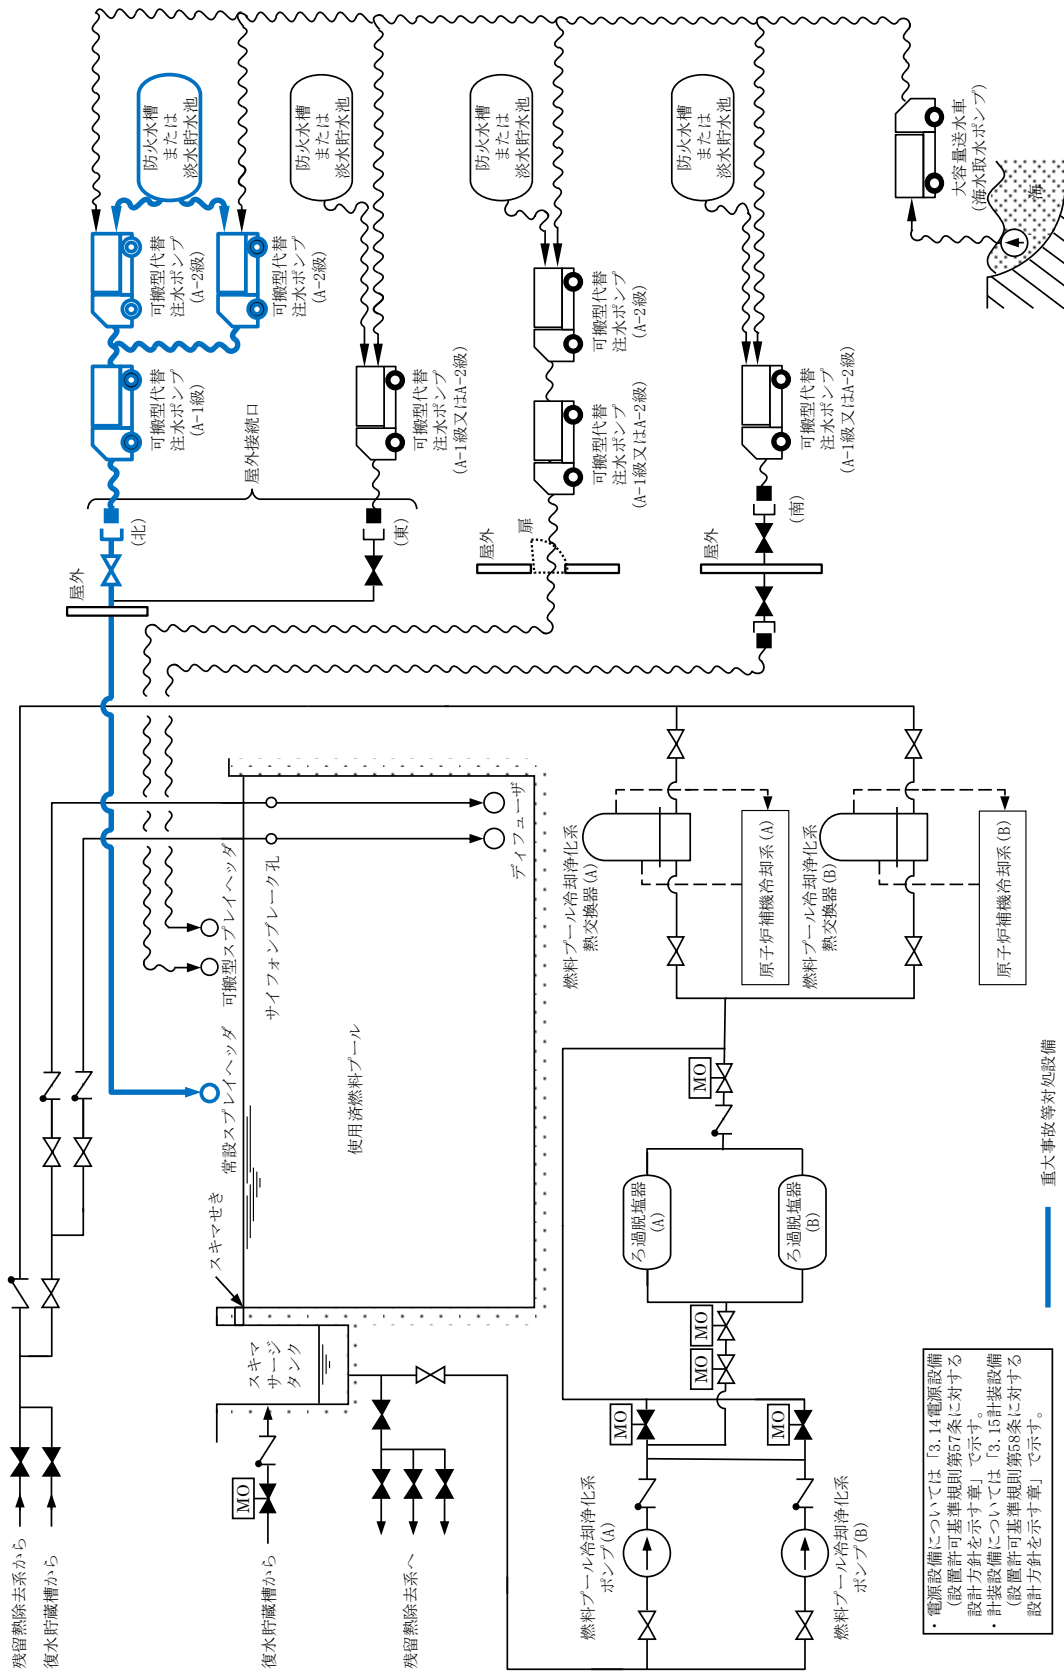 残留熱除去系から
復水貯蔵槽から
復水貯蔵槽から
残留熱除去系へ
MO
スキマ
サージ
タンク
スキマせき
常設スプレイヘッダ
可搬型スプレイヘッダ
サイフォンブレーク孔
使用済燃料プール
ディフューザ
屋外
(北)
屋外接続口
(東)
可搬型代替
注水ポンプ
(A-1級)
可搬型代替
注水ポンプ
(A-2級)
可搬型代替
注水ポンプ
(A-2級)
防火水槽
または
淡水貯水池
可搬型代替
注水ポンプ
(A-1級又はA-2級)
防火水槽
または
淡水貯水池
屋外
扉
可搬型代替
注水ポンプ
(A-1級又はA-2級)
可搬型代替
注水ポンプ
(A-2級)
防火水槽
または
淡水貯水池
屋外
(南)
可搬型代替
注水ポンプ
(A-1級又はA-2級)
防火水槽
または
淡水貯水池
大容量送水車
(海水取水ポンプ)
海
燃料プール冷却浄化系
ポンプ(A)
燃料プール冷却浄化系
ポンプ(B)
MO
MO
MO
MO
ろ過脱塩器
(A)
ろ過脱塩器
(B)
MO
燃料プール冷却浄化系
熱交換器(A)
原子炉補機冷却系(A)
燃料プール冷却浄化系
熱交換器(B)
原子炉補機冷却系(B)
・電源設備については「3.14電源設備
(設置許可基準規則第57条に対する
設計方針を示す章)」で示す。
・計装設備については「3.15計装設備
(設置許可基準規則第58条に対する
設計方針を示す章)」で示す。
重大事故等対処設備